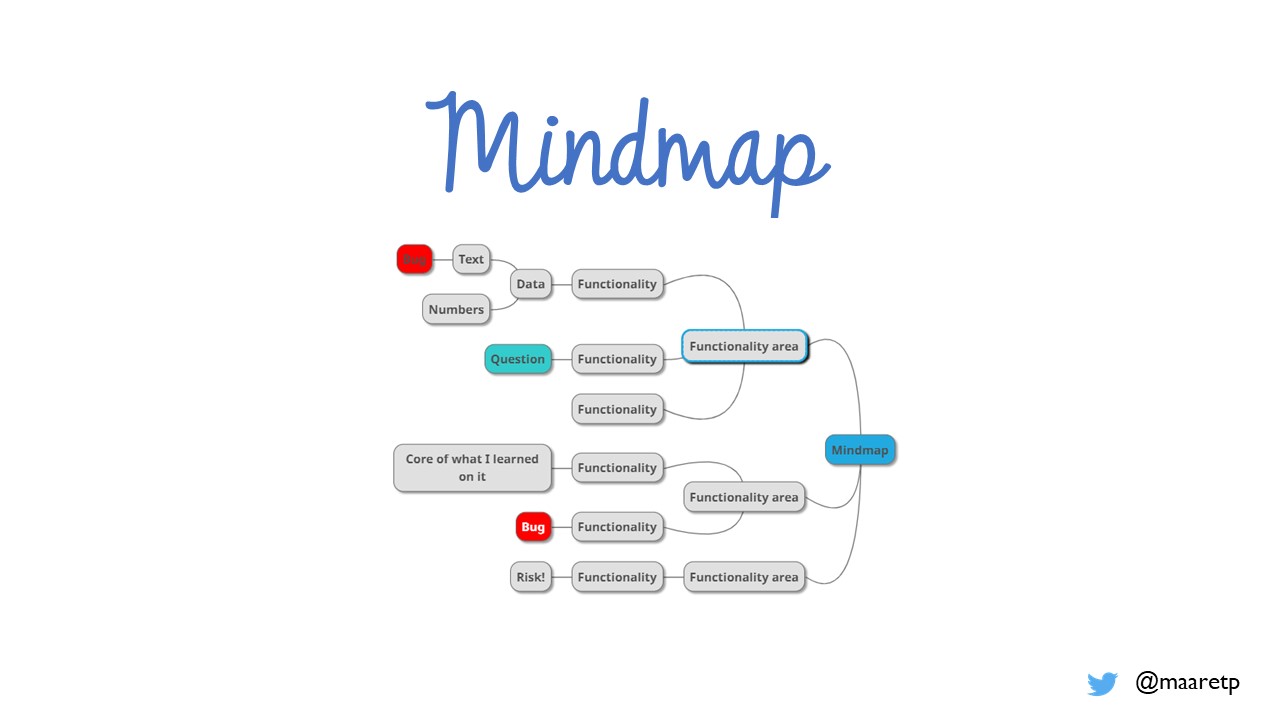 Mindmap
Bug
Text
Data
Functionality
Numbers
Functionality area
Question
Functionality
Functionality
Mindmap
Core of what I learned
on it
Functionality
Functionality area
Bug
Functionality
Risk!
Functionality
Functionality area
@maaretp